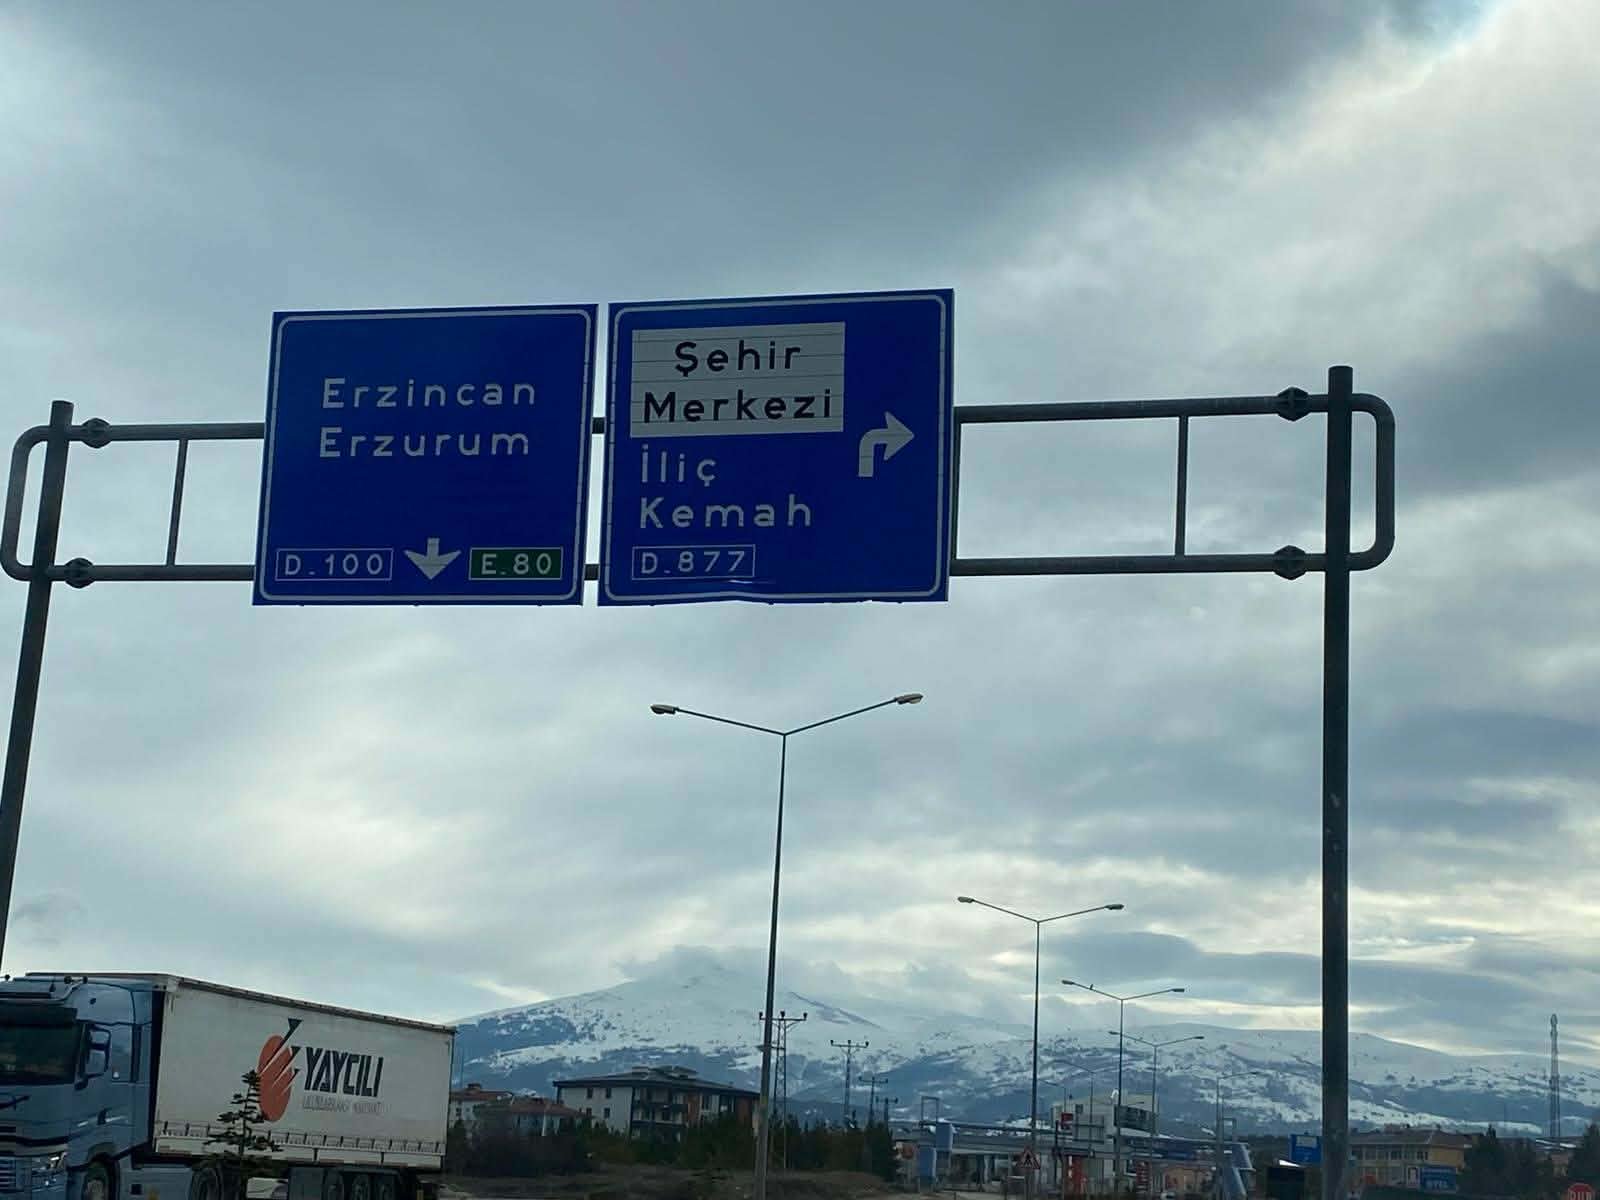 Erzincan
Erzurum
D.100 E.80
Şehir
Merkezi
İliç
Kemah
D.877
YAYCILI